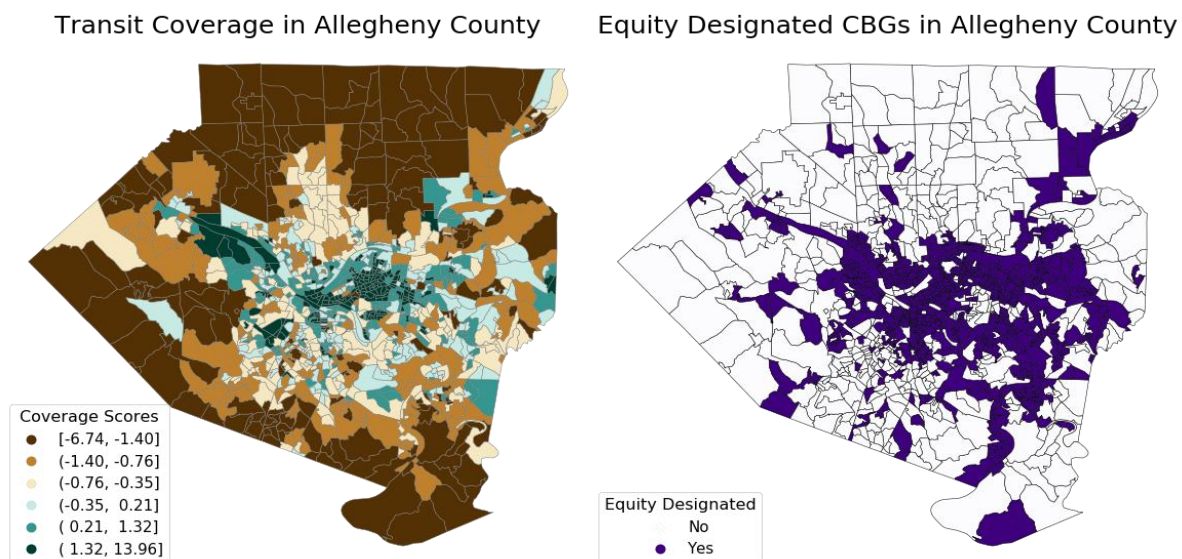 Transit Coverage in Allegheny County
Equity Designated CBGs in Allegheny County
Coverage Scores
[-6.74, -1.40]
(-1.40, -0.76]
(-0.76, -0.35]
(-0.35, 0.21]
( 0.21, 1.32]
( 1.32, 13.96]
Equity Designated
No
Yes